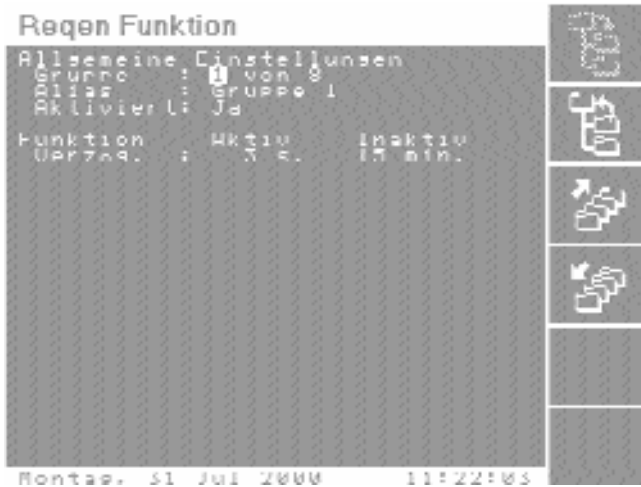 Regen Funktion
Allgemeine Einstellungen
Gruppe : 1 von 8
Alias : Gruppe 1
Aktiviert: Ja
Funktion Aktiv Inaktiv
Verzög. : 5 s. 15 min.
Montag, 31 Jul 2000 11:22:03